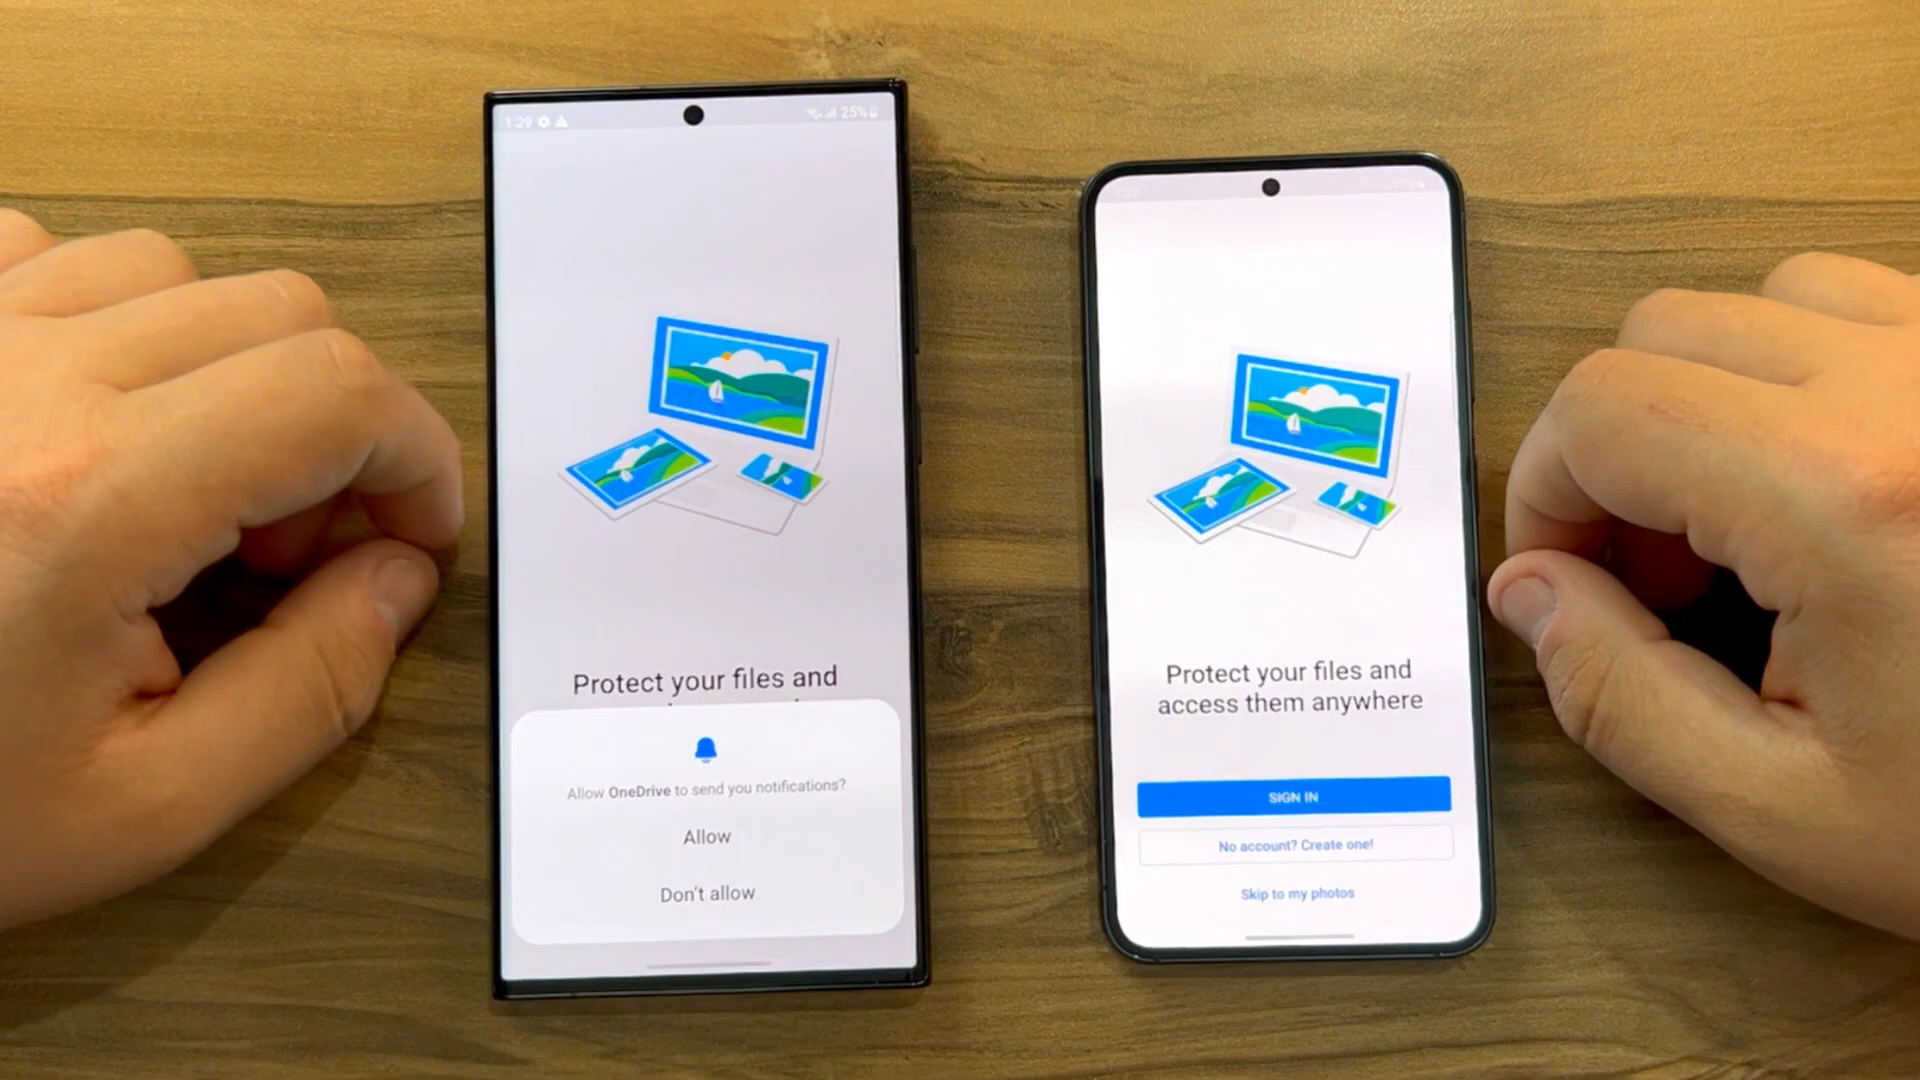 1:29
25%
Protect your files and
Allow OneDrive to send you notifications?
Allow
Don't allow
Protect your files and
access them anywhere
SIGN IN
No account? Create one!
Skip to my photos